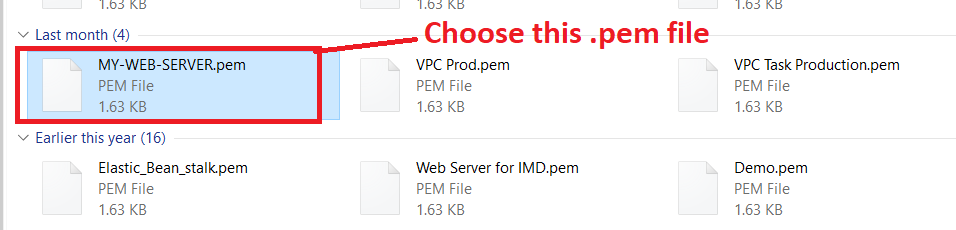 1.63 KB 1.63 KB 1.63 KB
Last month (4)
Choose this .pem file
MY-WEB-SERVER.pem
PEM File
1.63 KB
VPC Prod.pem
PEM File
1.63 KB
VPC Task Production.pem
PEM File
1.63 KB
Earlier this year (16)
Elastic_Bean_stalk.pem
PEM File
1.63 KB
Web Server for IMD.pem
PEM File
1.63 KB
Demo.pem
PEM File
1.63 KB